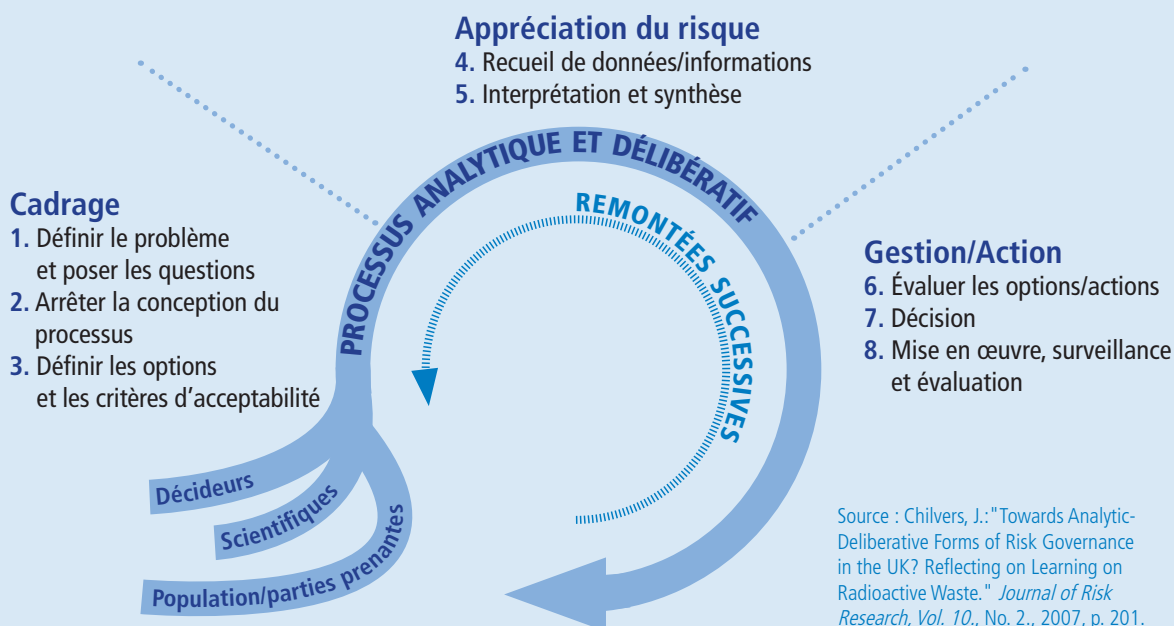 Appréciation du risque
4. Recueil de données/informations
5. Interprétation et synthèse
Cadrage
1. Définir le problème
et poser les questions
2. Arrêter la conception du
processus
3. Définir les options
et les critères d’acceptabilité
PROCESSUS ANALYTIQUE ET DÉLIBÉRATIF
REMONTÉES SUCCESSIVES
Gestion/Action
6. Évaluer les options/actions
7. Décision
8. Mise en œuvre, surveillance
et évaluation
Décideurs
Scientifiques
Population/parties prenantes
Source : Chilvers, J.:"Towards Analytic-
Deliberative Forms of Risk Governance
in the UK? Reflecting on Learning on
Radioactive Waste." Journal of Risk
Research, Vol. 10., No. 2., 2007, p. 201.